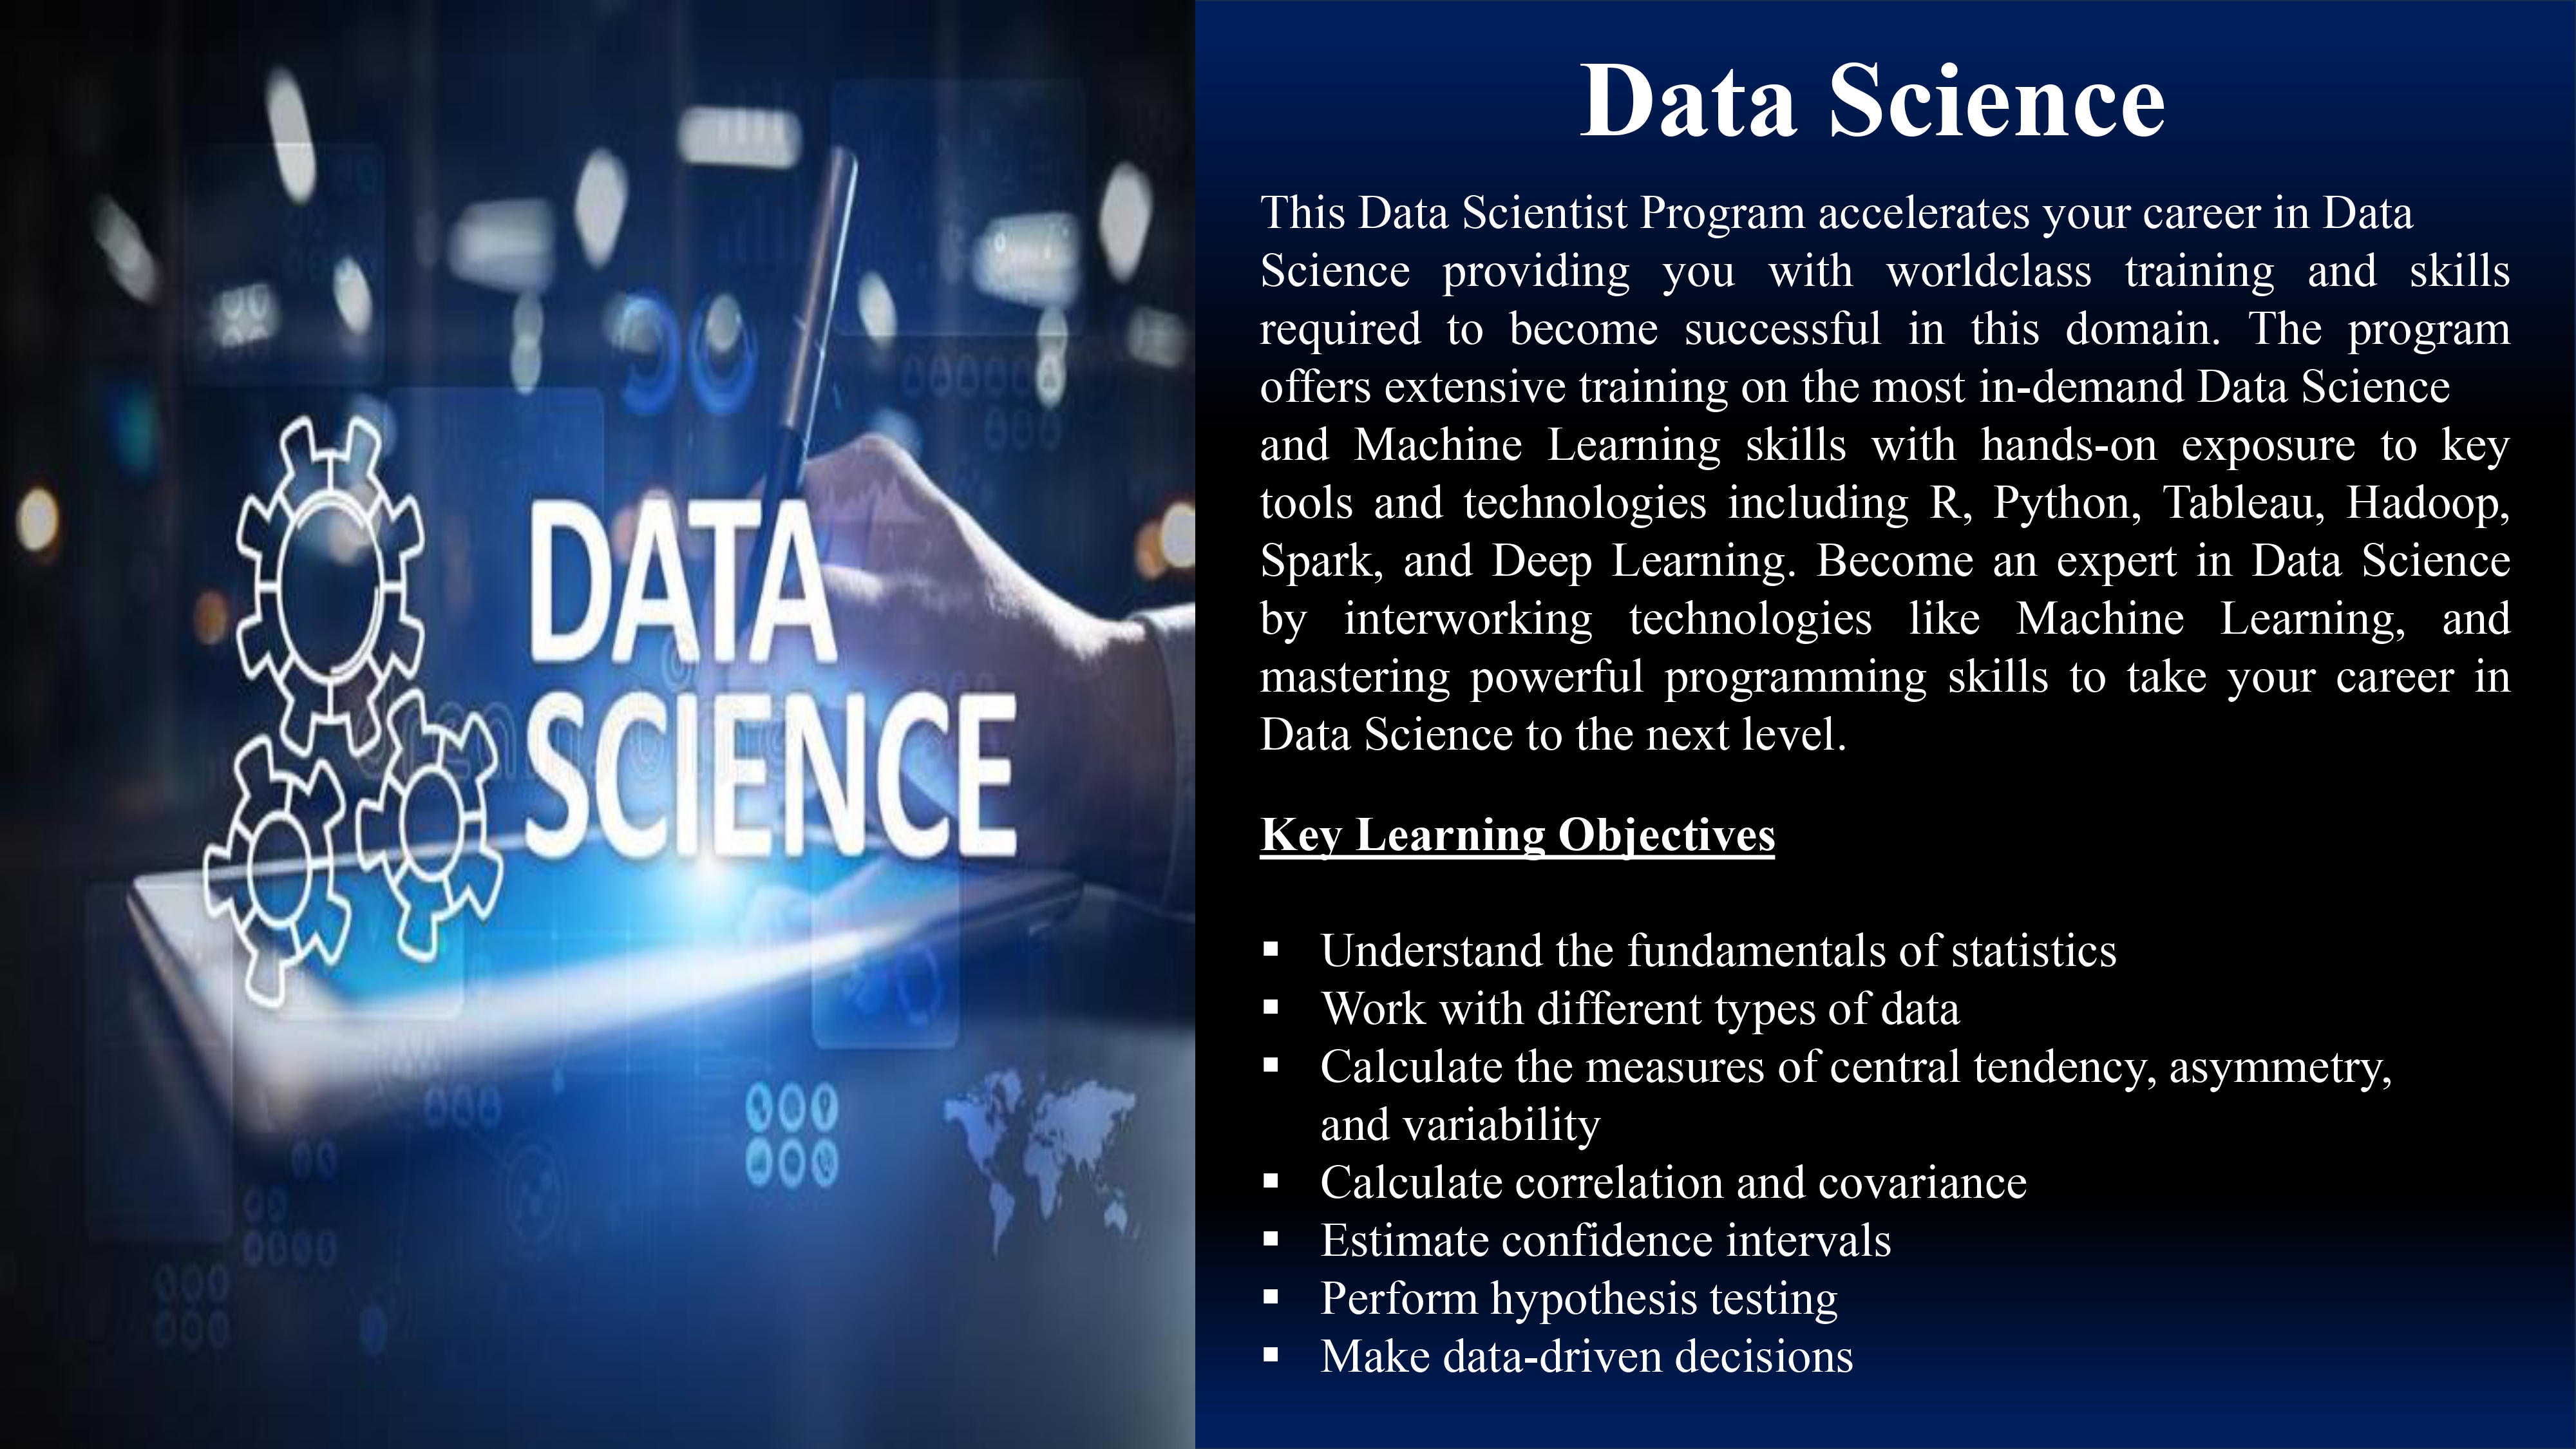 DATA
SCIENCE
Data Science
This Data Scientist Program accelerates your career in Data
Science providing you with worldclass training and skills
required to become successful in this domain. The program
offers extensive training on the most in-demand Data Science
and Machine Learning skills with hands-on exposure to key
tools and technologies including R, Python, Tableau, Hadoop,
Spark, and Deep Learning. Become an expert in Data Science
by interworking technologies like Machine Learning, and
mastering powerful programming skills to take your career in
Data Science to the next level.
Key Learning Objectives
▪ Understand the fundamentals of statistics
▪ Work with different types of data
▪ Calculate the measures of central tendency, asymmetry,
and variability
▪ Calculate correlation and covariance
▪ Estimate confidence intervals
▪ Perform hypothesis testing
▪ Make data-driven decisions